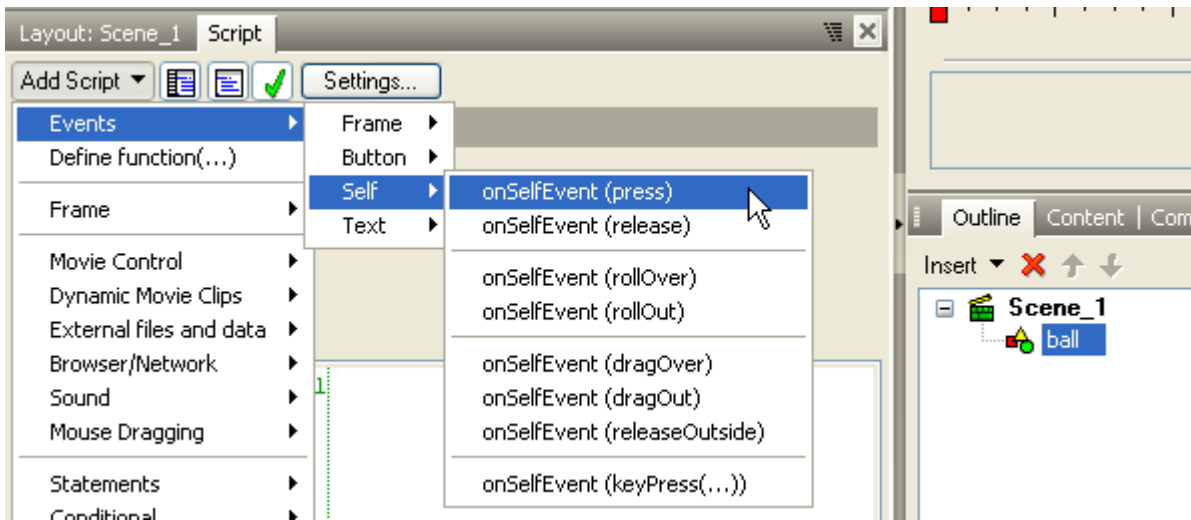 Layout: Scene_1 Script
Add Script Settings...
Events
Define function(...)
Frame
Movie Control
Dynamic Movie Clips
External files and data
Browser/Network
Sound
Mouse Dragging
Statements
Conditional
Frame
Button
Self
Text
onSelfEvent (press)
onSelfEvent (release)
onSelfEvent (rollOver)
onSelfEvent (rollOut)
onSelfEvent (dragOver)
onSelfEvent (dragOut)
onSelfEvent (releaseOutside)
onSelfEvent (keyPress(...))
1
Outline Content Com
Insert
Scene_1
ball